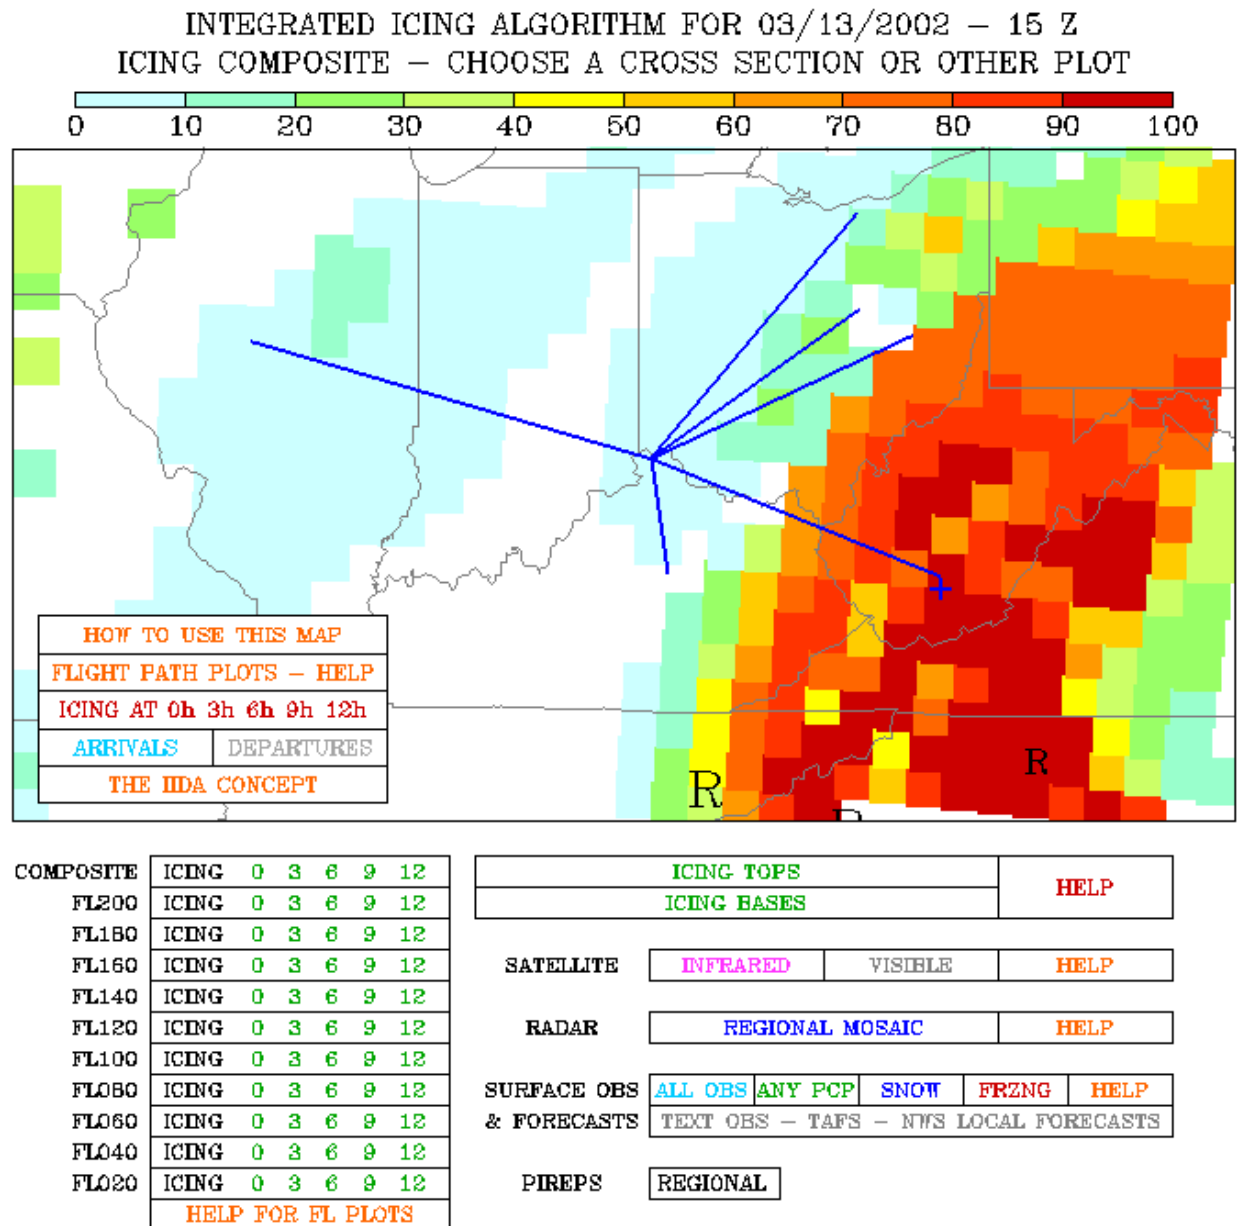 INTEGRATED ICING ALGORITHM FOR 03/13/2002 – 15 Z
ICING COMPOSITE – CHOOSE A CROSS SECTION OR OTHER PLOT
0 10 20 30 40 50 60 70 80 90 100
HOW TO USE THIS MAP
FLIGHT PATH PLOTS – HELP
ICING AT 0h 3h 6h 9h 12h
ARRIVALS DEPARTURES
THE IIDA CONCEPT
R
R
COMPOSITE ICING 0 3 6 9 12
FL200 ICING 0 3 6 9 12
FL180 ICING 0 3 6 9 12
FL160 ICING 0 3 6 9 12
FL140 ICING 0 3 6 9 12
FL120 ICING 0 3 6 9 12
FL100 ICING 0 3 6 9 12
FL080 ICING 0 3 6 9 12
FL060 ICING 0 3 6 9 12
FL040 ICING 0 3 6 9 12
FL020 ICING 0 3 6 9 12
HELP FOR FL PLOTS
ICING TOPS
ICING BASES
HELP
SATELLITE INFRARED VISIBLE HELP
RADAR REGIONAL MOSAIC HELP
SURFACE OBS ALL OBS ANY PCP SNOW FRZNG HELP
& FORECASTS TEXT OBS – TAFS – NWS LOCAL FORECASTS
PIREPS REGIONAL